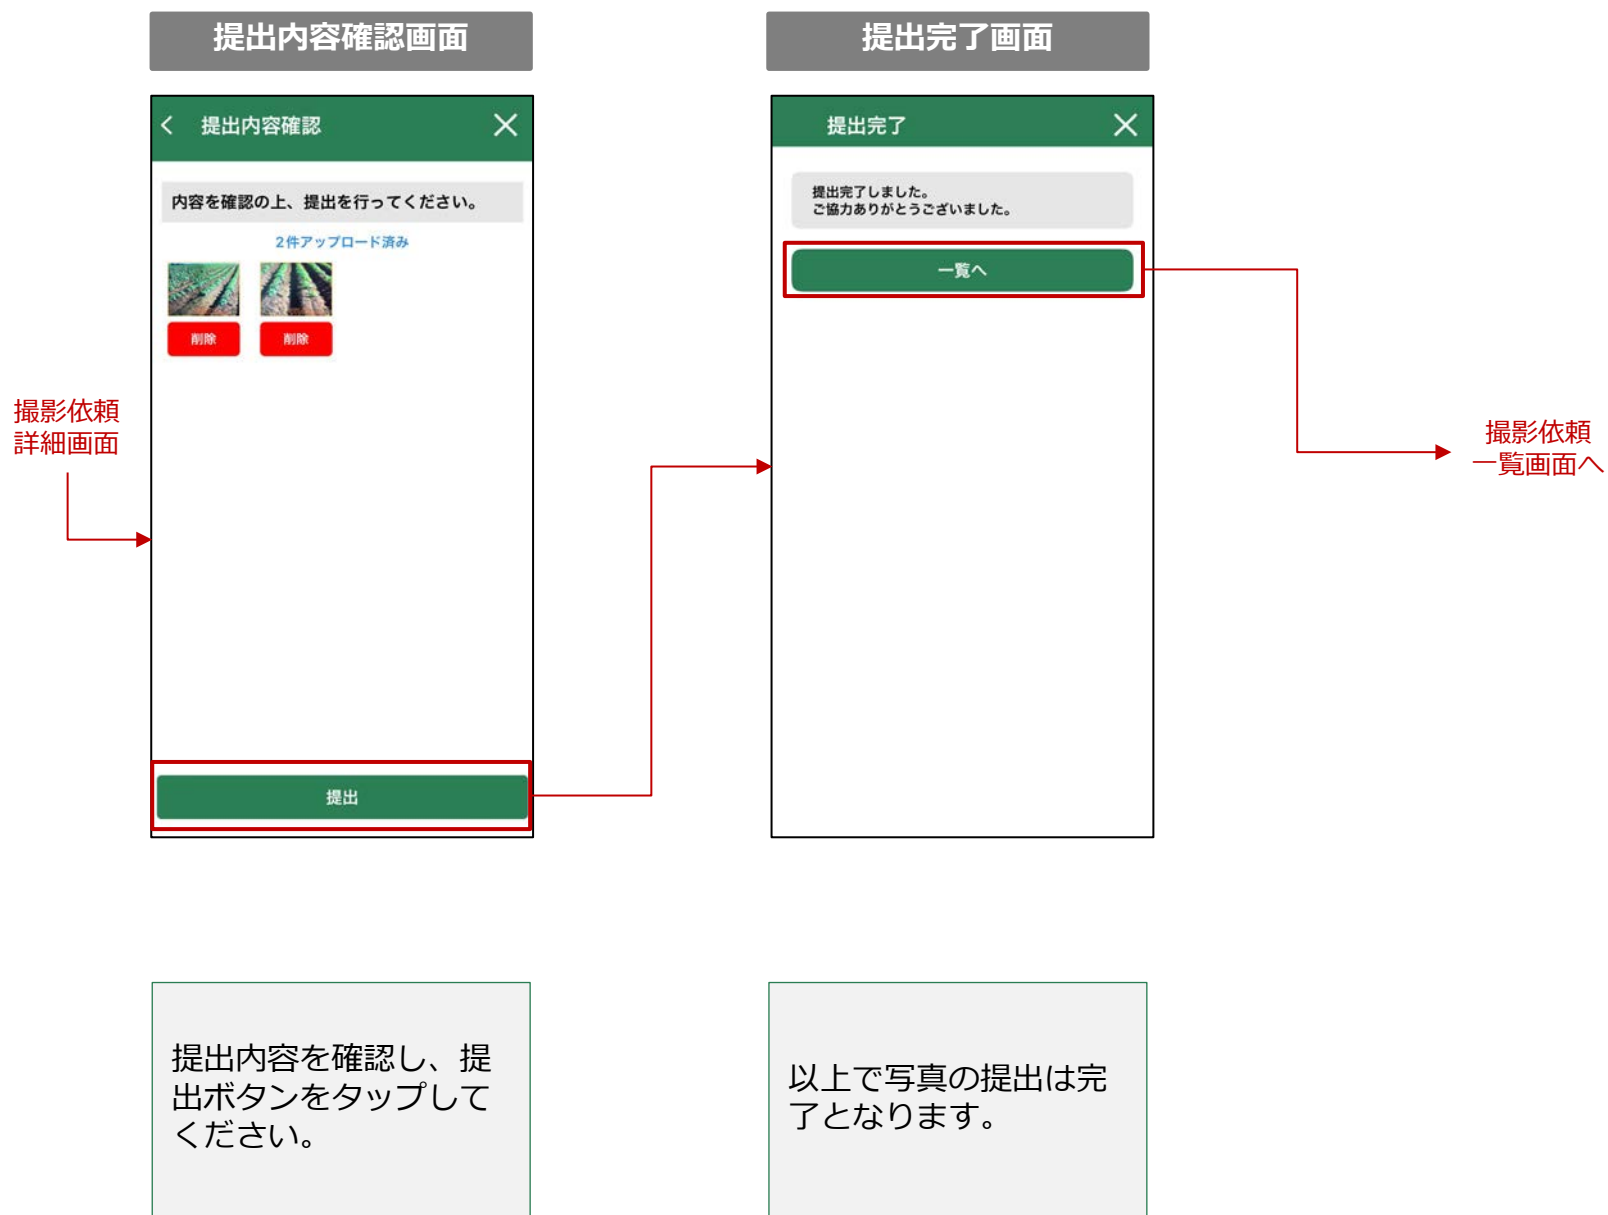 提出内容確認画面
提出完了画面
提出内容確認
内容を確認の上、提出を行ってください。
2件アップロード済み
削除
削除
提出
撮影依頼
詳細画面
提出完了
提出完了しました。
ご協力ありがとうございました。
一覧へ
撮影依頼
一覧画面へ
提出内容を確認し、提
出ボタンをタップして
ください。
以上で写真の提出は完
了となります。